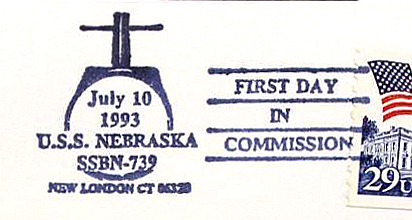 July 10
1993
U.S.S. NEBRASKA
SSBN-739
NEW LONDON CT 06320
FIRST DAY
IN
COMMISSION
29